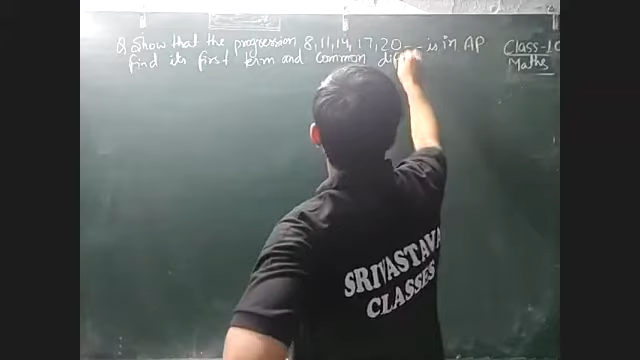 Q. Show that the progression 8, 11, 14, 17, 20, -- is in AP
find its first term and common dif
Class-10
Maths
SRIVASTAVA
CLASSES